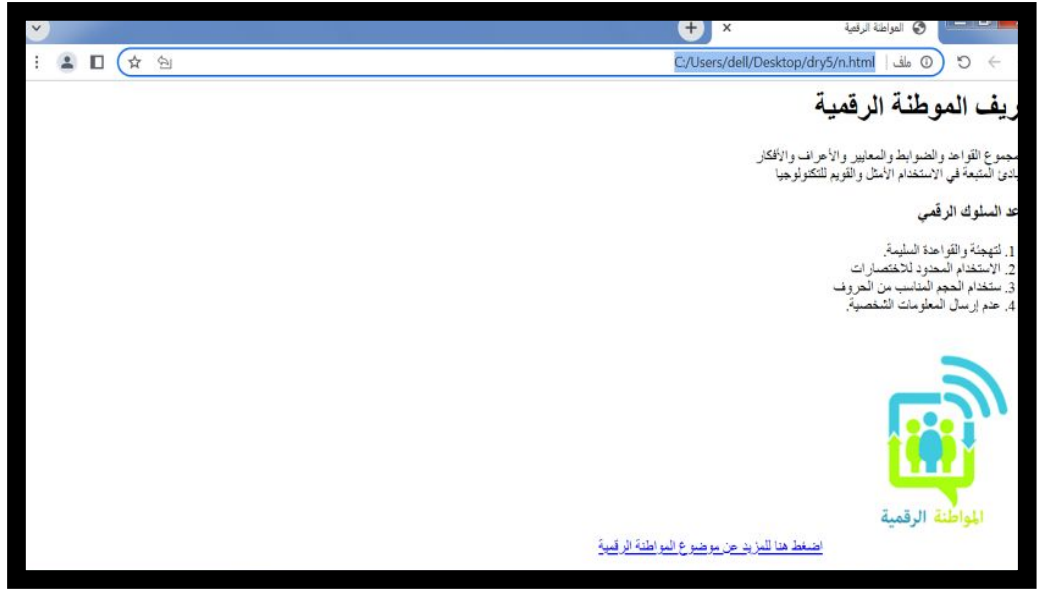 المواطنة الرقمية
ملف C:/Users/dell/Desktop/dry5/n.html
ريف الموطنة الرقمية
مجموع القواعد والضوابط والمعايير والأعراف والأفكار
بادئ المتبعة في الاستخدام الأمثل والقويم للتكنولوجيا
عد السلوك الرقمي
1. لتهجئة والقواعدة السليمة.
2. الاستخدام المحدود للاختصارات
3. ستخدام الحجم المناسب من الحروف
4. عدم إرسال المعلومات الشخصية.
المواطنة الرقمية
اضغط هنا للمزيد عن موضوع المواطنة الرقمية